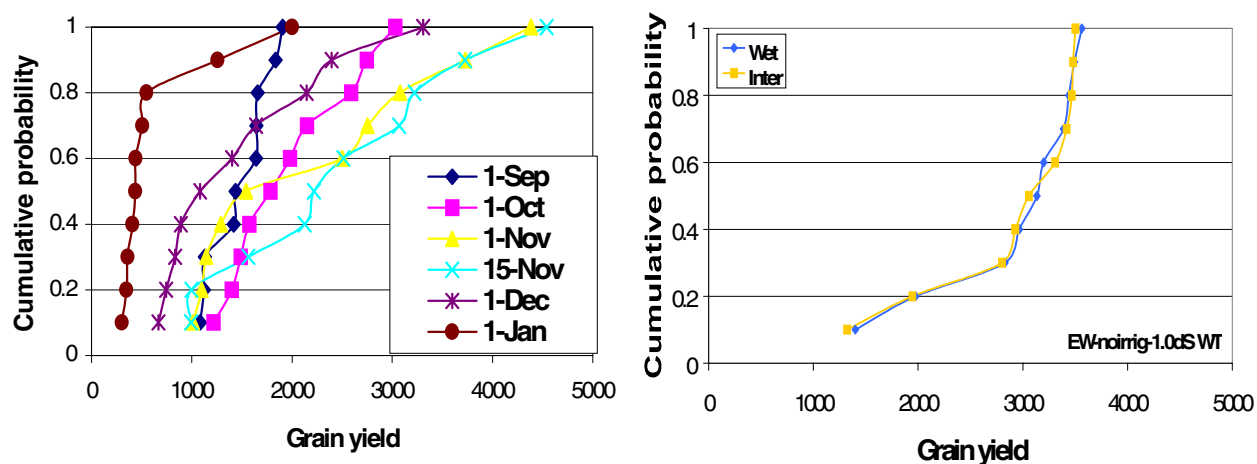 Cumulative probability
1
0.8
0.6
0.4
0.2
0
0 1000 2000 3000 4000 5000
Grain yield
1-Sep
1-Oct
1-Nov
15-Nov
1-Dec
1-Jan
Cumulative probability
1
0.8
0.6
0.4
0.2
0
0 1000 2000 3000 4000 5000
Grain yield
Wet
Inter
EW-noirrig-1.0dS WT